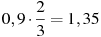 0,9 · 2/3 = 1,35